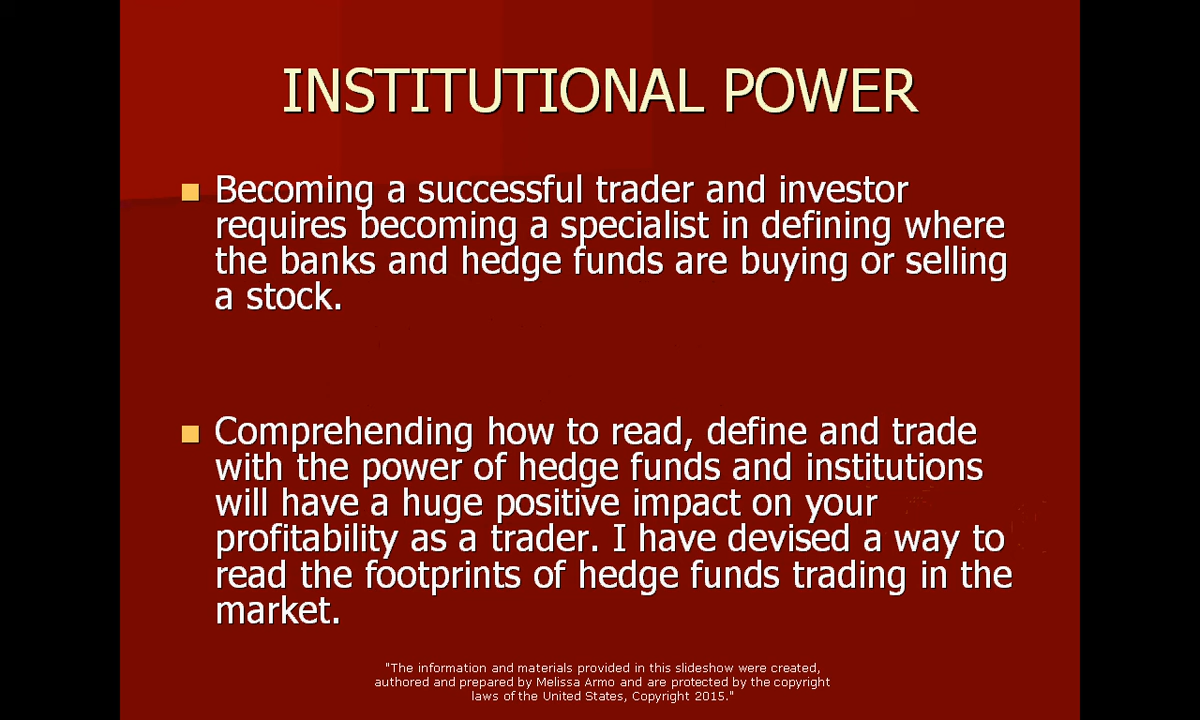 INSTITUTIONAL POWER
Becoming a successful trader and investor
requires becoming a specialist in defining where
the banks and hedge funds are buying or selling
a stock.
Comprehending how to read, define and trade
with the power of hedge funds and institutions
will have a huge positive impact on your
profitability as a trader. I have devised a way to
read the footprints of hedge funds trading in the
market.
"The information and materials provided in this slideshow were created,
authored and prepared by Melissa Armo and are protected by the copyright
laws of the United States, Copyright 2015."